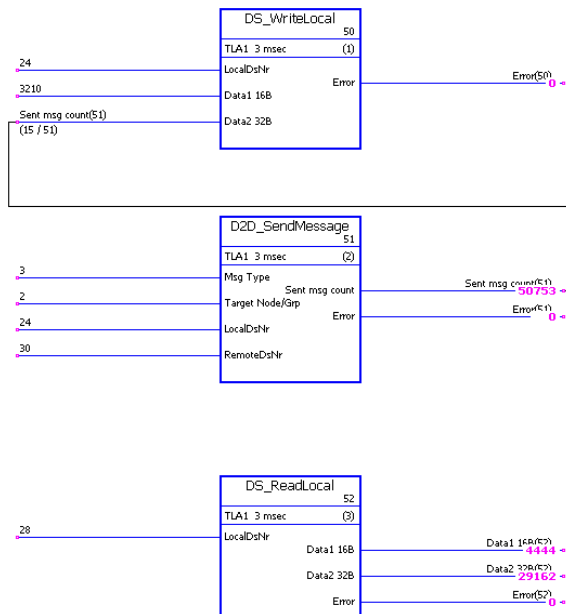 DS_WriteLocal
50
TLA1 3 msec (1)
24
LocalDsNr
Error
Error(50)
0
3210
Data1 16B
Sent msg count(51)
Data2 32B
(15 / 51)
D2D_SendMessage
51
TLA1 3 msec (2)
3
Msg Type
Sent msg count
Sent msg count(51)
50753
2
Target Node/Grp
Error
Error(51)
0
24
LocalDsNr
30
RemoteDsNr
DS_ReadLocal
52
TLA1 3 msec (3)
28
LocalDsNr
Data1 16B
Data1 16B(52)
4444
Data2 32B
Data2 32B(52)
29162
Error
Error(52)
0